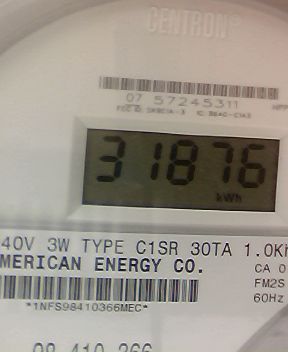 CENTRON®
07 57245311
31876
kWh
40V 3W TYPE C1SR 30TA 1.0Kh
MERICAN ENERGY CO. CA 0
FM2S
60Hz
*1NFS98410366MEC*